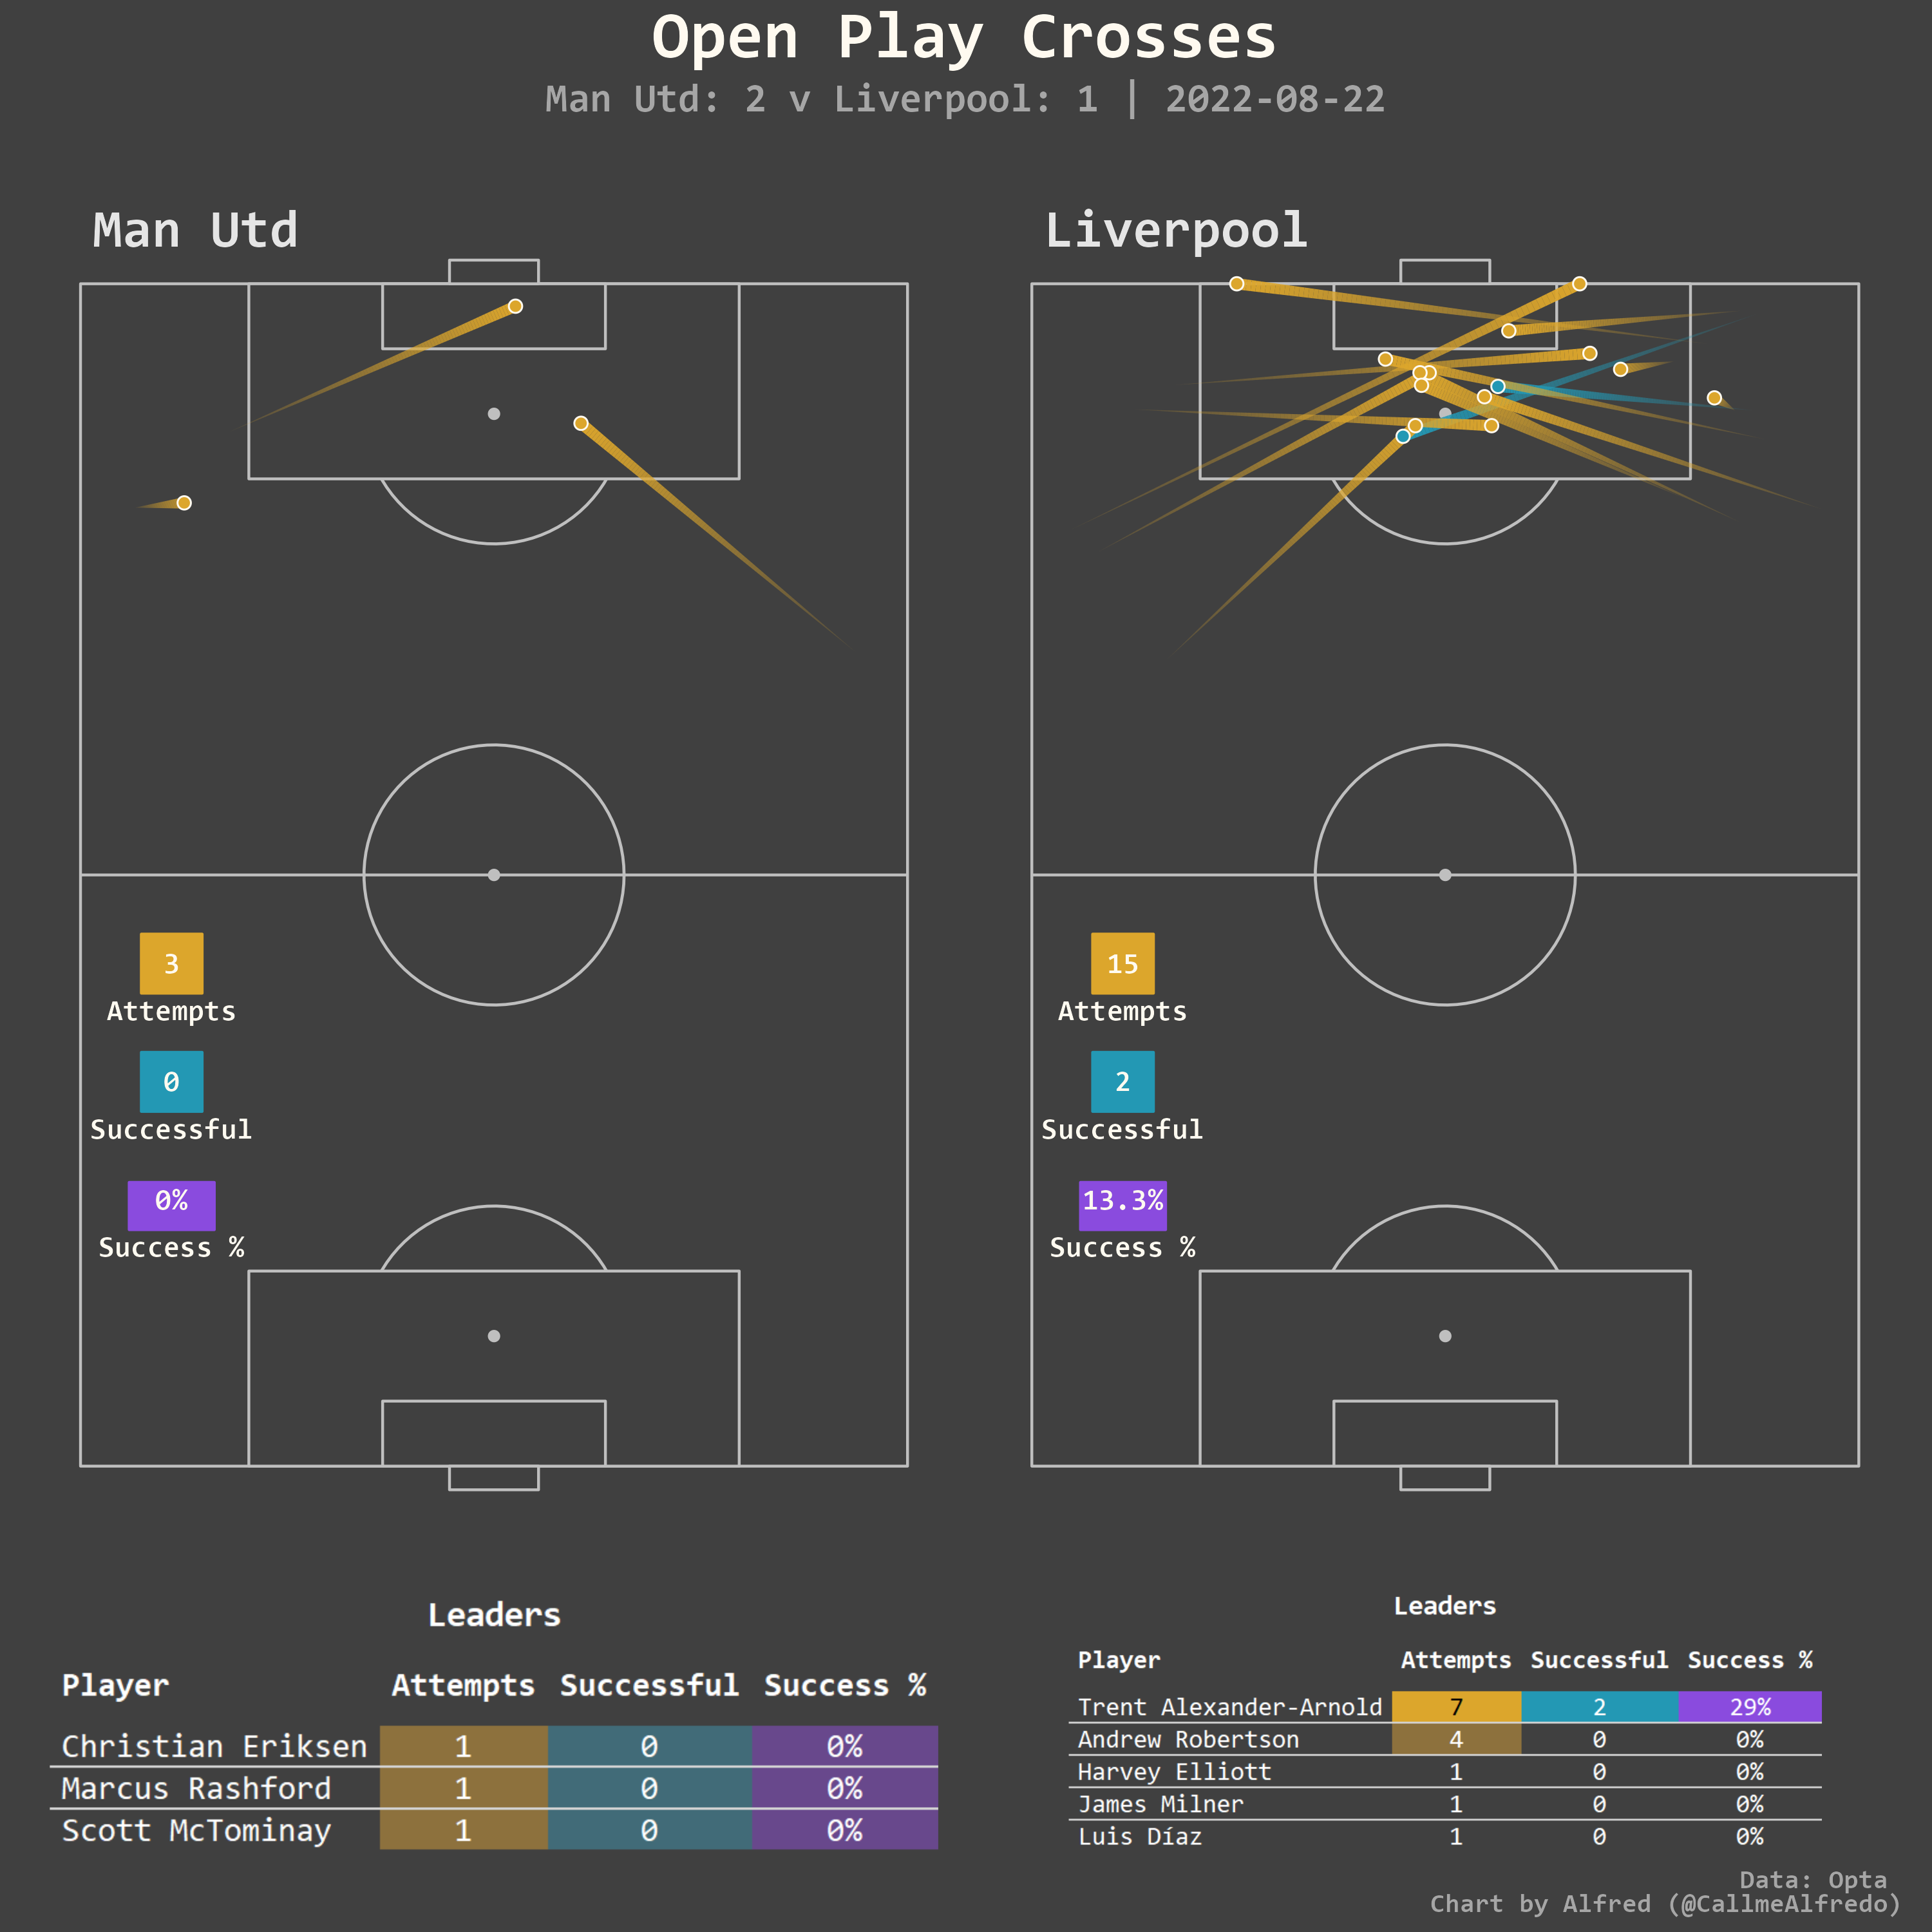 Open Play Crosses
Man Utd: 2 v Liverpool: 1 | 2022-08-22
Man Utd
3
Attempts
0
Successful
0%
Success %
Liverpool
15
Attempts
2
Successful
13.3%
Success %
Leaders
Player Attempts Successful Success %
Christian Eriksen 1 0 0%
Marcus Rashford 1 0 0%
Scott McTominay 1 0 0%
Leaders
Player Attempts Successful Success %
Trent Alexander-Arnold 7 2 29%
Andrew Robertson 4 0 0%
Harvey Elliott 1 0 0%
James Milner 1 0 0%
Luis Díaz 1 0 0%
Data: Opta
Chart by Alfred (@CallmeAlfredo)